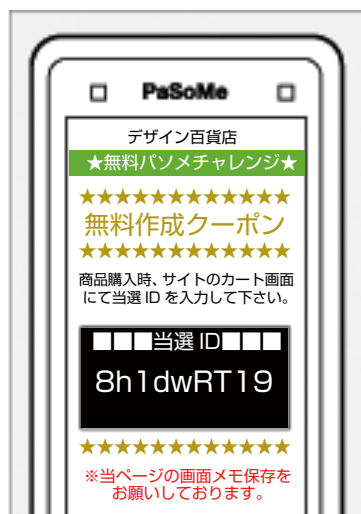 PaSoMe
デザイン百貨店
★無料パソメチャレンジ★
★★★★★★★★★★★★
無料作成クーポン
★★★★★★★★★★★★
商品購入時、サイトのカート画面
にて当選 ID を入力して下さい。
■■■当選 ID■■■
8h1dwRT19
★★★★★★★★★★★★
※当ページの画面メモ保存を
お願いしております。